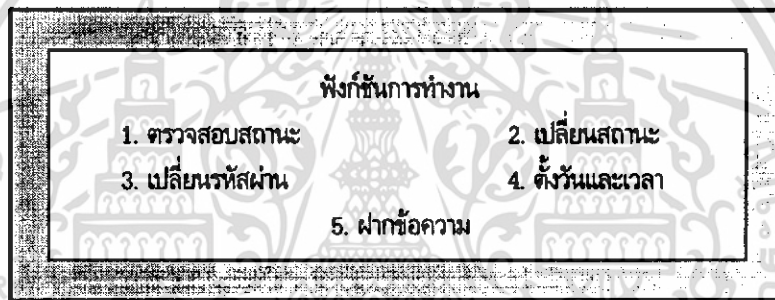 ฟังก์ชันการทำงาน
1. ตรวจสอบสถานะ 2. เปลี่ยนสถานะ
3. เปลี่ยนรหัสผ่าน 4. ตั้งวันและเวลา
5. ฝากข้อความ